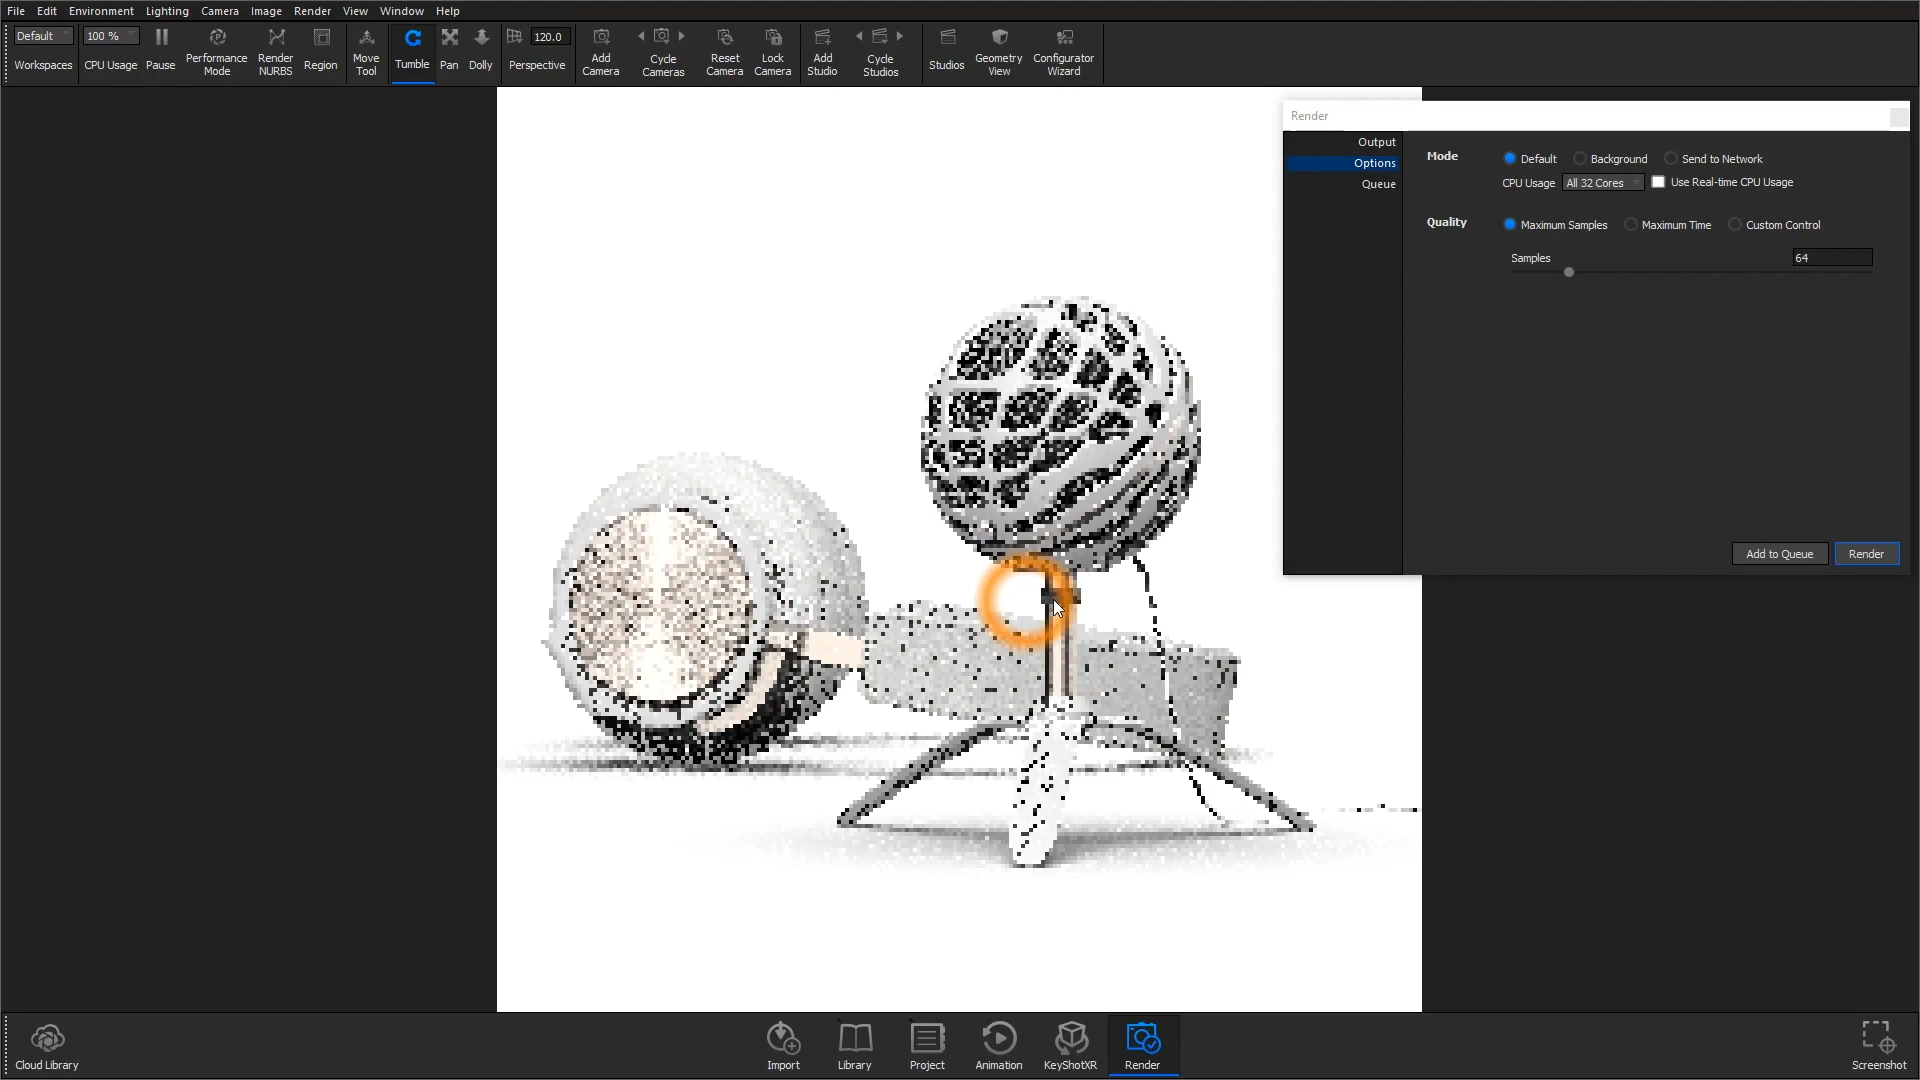 File Edit Environment Lighting Camera Image Render View Window Help
Default 100 % 120.0
Workspaces CPU Usage Pause Performance Mode Render NURBS Region Move Tool Tumble Pan Dolly Perspective Add Camera Cycle Cameras Reset Camera Lock Camera Add Studio Cycle Studios Studios Geometry View Configurator Wizard
Render
Output
Options
Queue
Mode Default Background Send to Network
CPU Usage All 32 Cores Use Real-time CPU Usage
Quality Maximum Samples Maximum Time Custom Control
Samples 64
Add to Queue Render
Cloud Library Import Library Project Animation KeyShotXR Render Screenshot